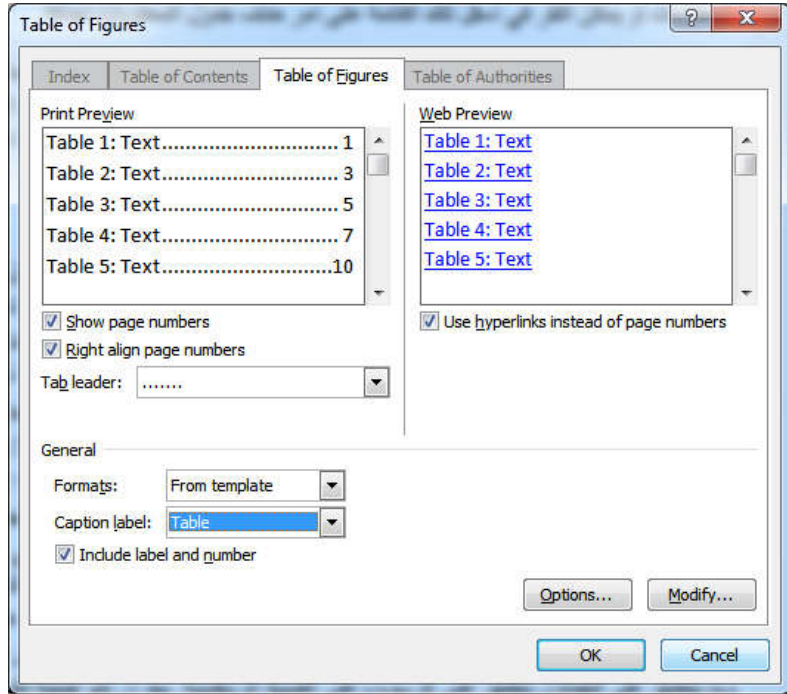 Table of Figures
Index
Table of Contents
Table of Figures
Table of Authorities
Print Preview
Table 1: Text.............................. 1
Table 2: Text.............................. 3
Table 3: Text.............................. 5
Table 4: Text.............................. 7
Table 5: Text..............................10
Web Preview
Table 1: Text
Table 2: Text
Table 3: Text
Table 4: Text
Table 5: Text
Show page numbers
Right align page numbers
Tab leader: .......
Use hyperlinks instead of page numbers
General
Formats: From template
Caption label: Table
Include label and number
Options...
Modify...
OK
Cancel